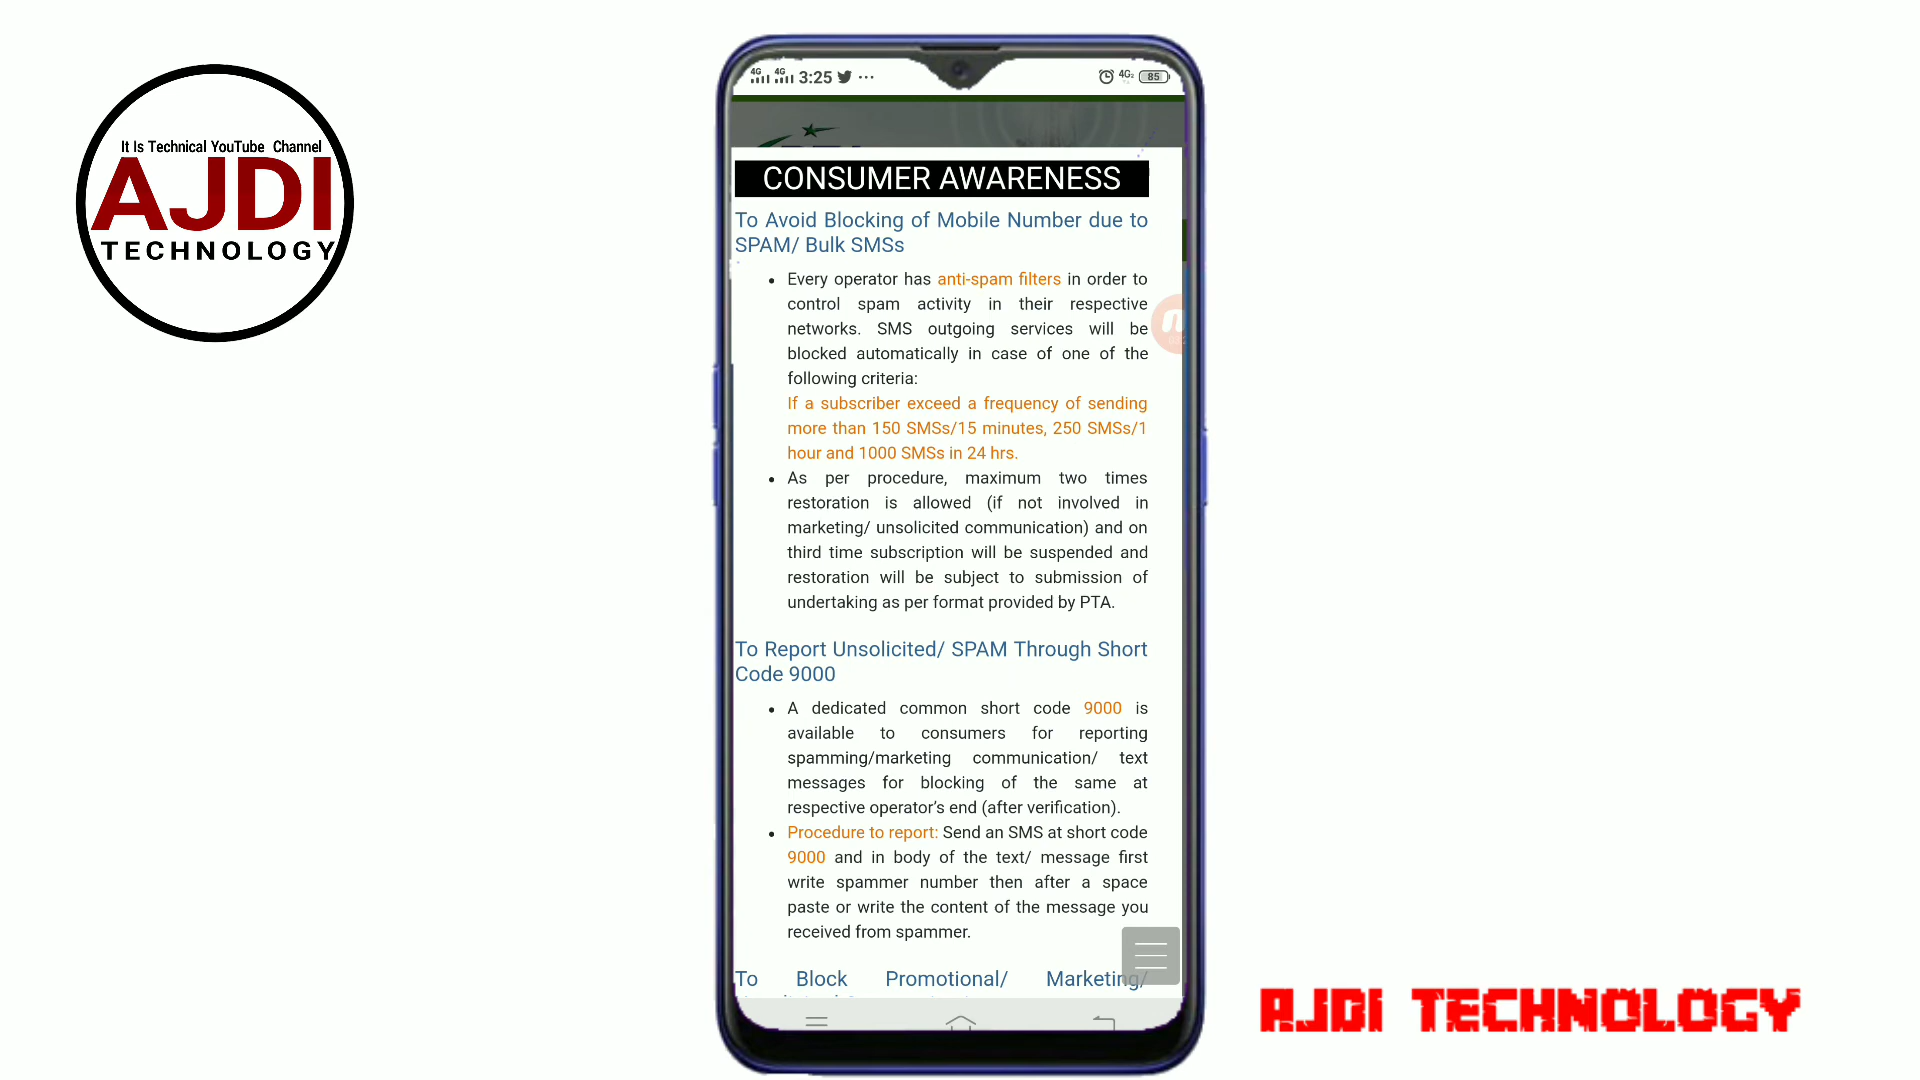 It Is Technical YouTube Channel
AJDI
TECHNOLOGY
4G 4G 3:25
4G 85
CONSUMER AWARENESS
To Avoid Blocking of Mobile Number due to
SPAM/ Bulk SMSs
• Every operator has anti-spam filters in order to
control spam activity in their respective
networks. SMS outgoing services will be
blocked automatically in case of one of the
following criteria:
If a subscriber exceed a frequency of sending
more than 150 SMSs/15 minutes, 250 SMSs/1
hour and 1000 SMSs in 24 hrs.
• As per procedure, maximum two times
restoration is allowed (if not involved in
marketing/ unsolicited communication) and on
third time subscription will be suspended and
restoration will be subject to submission of
undertaking as per format provided by PTA.
To Report Unsolicited/ SPAM Through Short
Code 9000
• A dedicated common short code 9000 is
available to consumers for reporting
spamming/marketing communication/ text
messages for blocking of the same at
respective operator’s end (after verification).
• Procedure to report: Send an SMS at short code
9000 and in body of the text/ message first
write spammer number then after a space
paste or write the content of the message you
received from spammer.
To Block Promotional/ Marketing/
AJDI TECHNOLOGY